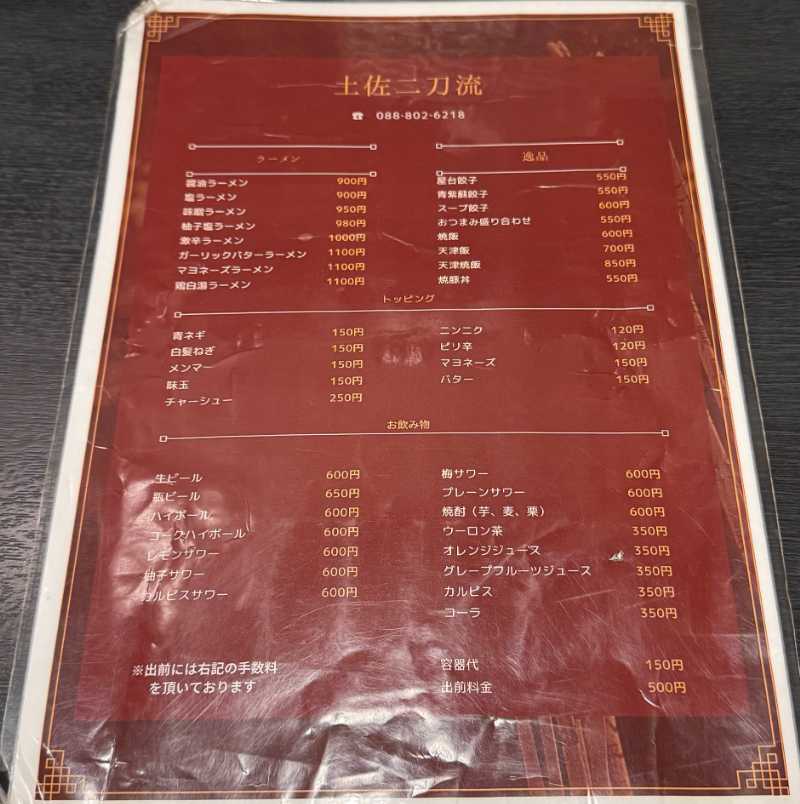 土佐二刀流
☎ 088-802-6218
ラーメン
醤油ラーメン 900円
塩ラーメン 900円
味噌ラーメン 950円
柚子塩ラーメン 980円
激辛ラーメン 1000円
ガーリックバターラーメン 1100円
マヨネーズラーメン 1100円
鶏白湯ラーメン 1100円
逸品
屋台餃子 550円
青紫蘇餃子 550円
スープ餃子 600円
おつまみ盛り合わせ 550円
焼飯 600円
天津飯 700円
天津焼飯 850円
焼豚丼 550円
トッピング
青ネギ 150円
白髪ねぎ 150円
メンマ 150円
味玉 150円
チャーシュー 250円
ニンニク 120円
ピリ辛 120円
マヨネーズ 150円
バター 150円
お飲み物
生ビール 600円
瓶ビール 650円
ハイボール 600円
コークハイボール 600円
レモンサワー 600円
柚子サワー 600円
カルピスサワー 600円
梅サワー 600円
プレーンサワー 600円
焼酎（芋、麦、栗） 600円
ウーロン茶 350円
オレンジジュース 350円
グレープフルーツジュース 350円
カルピス 350円
コーラ 350円
※出前には右記の手数料
を頂いております
容器代 150円
出前料金 500円